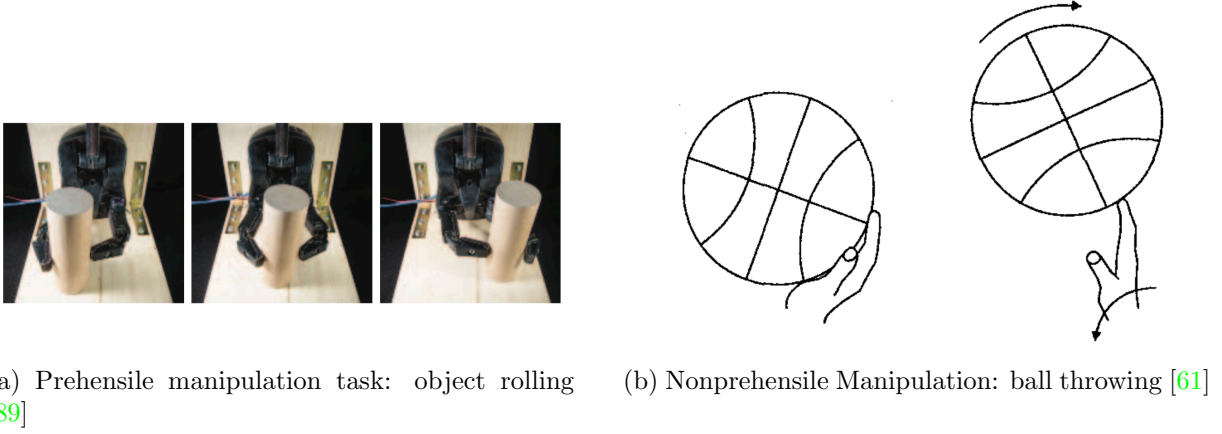 a) Prehensile manipulation task: object rolling
89]
(b) Nonprehensile Manipulation: ball throwing [61]